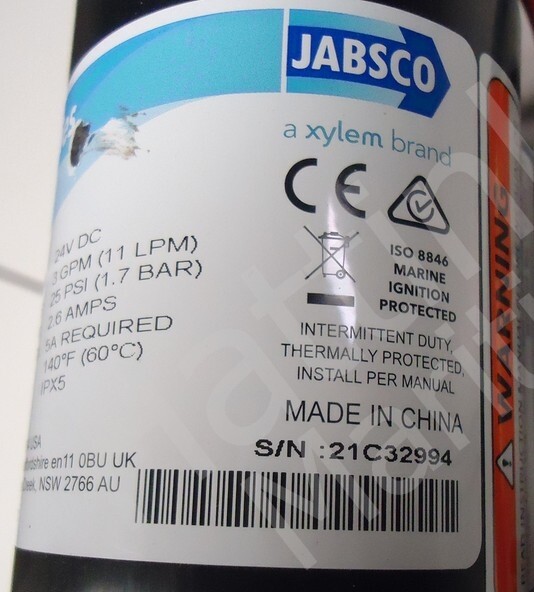 JABSCO
a xylem brand
CE
24V DC
3 GPM (11 LPM)
25 PSI (1.7 BAR)
2.6 AMPS
5A REQUIRED
140°F (60°C)
IPX5
ISO 8846
MARINE
IGNITION
PROTECTED
INTERMITTENT DUTY,
THERMALLY PROTECTED,
INSTALL PER MANUAL
MADE IN CHINA
S/N :21C32994
USA
en11 0BU UK
NSW 2766 AU
WARNING